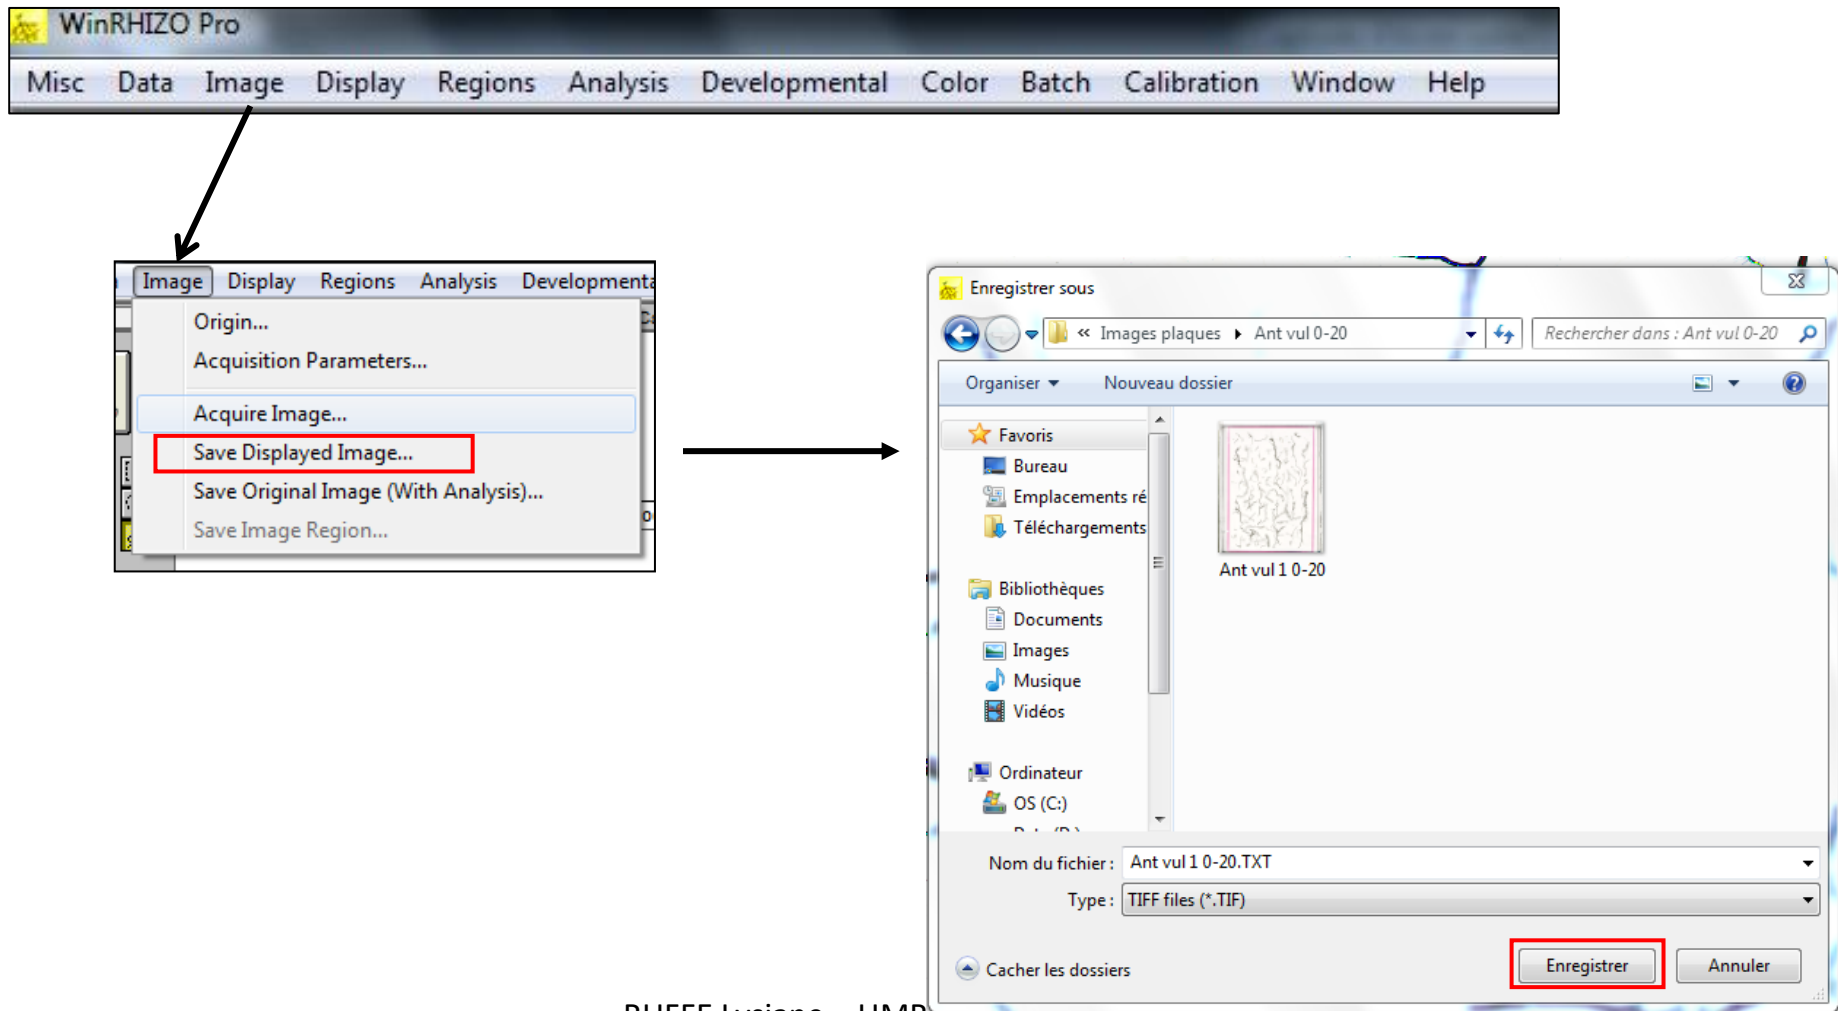 WinRHIZO Pro
Misc Data Image Display Regions Analysis Developmental Color Batch Calibration Window Help
Image Display Regions Analysis Developmenta
Origin...
Acquisition Parameters...
Acquire Image...
Save Displayed Image...
Save Original Image (With Analysis)...
Save Image Region...
Enregistrer sous
« Images plaques Ant vul 0-20
Rechercher dans : Ant vul 0-20
Organiser Nouveau dossier
Favoris
Bureau
Emplacements ré
Téléchargements
Bibliothèques
Documents
Images
Musique
Vidéos
Ordinateur
OS (C:)
Ant vul 1 0-20
Nom du fichier : Ant vul 1 0-20.TXT
Type : TIFF files (*.TIF)
Cacher les dossiers
Enregistrer Annuler